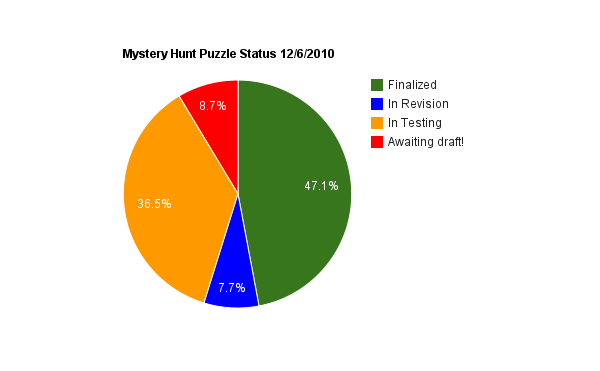 Mystery Hunt Puzzle Status 12/6/2010
Finalized
In Revision
In Testing
Awaiting draft!
8.7%
47.1%
36.5%
7.7%